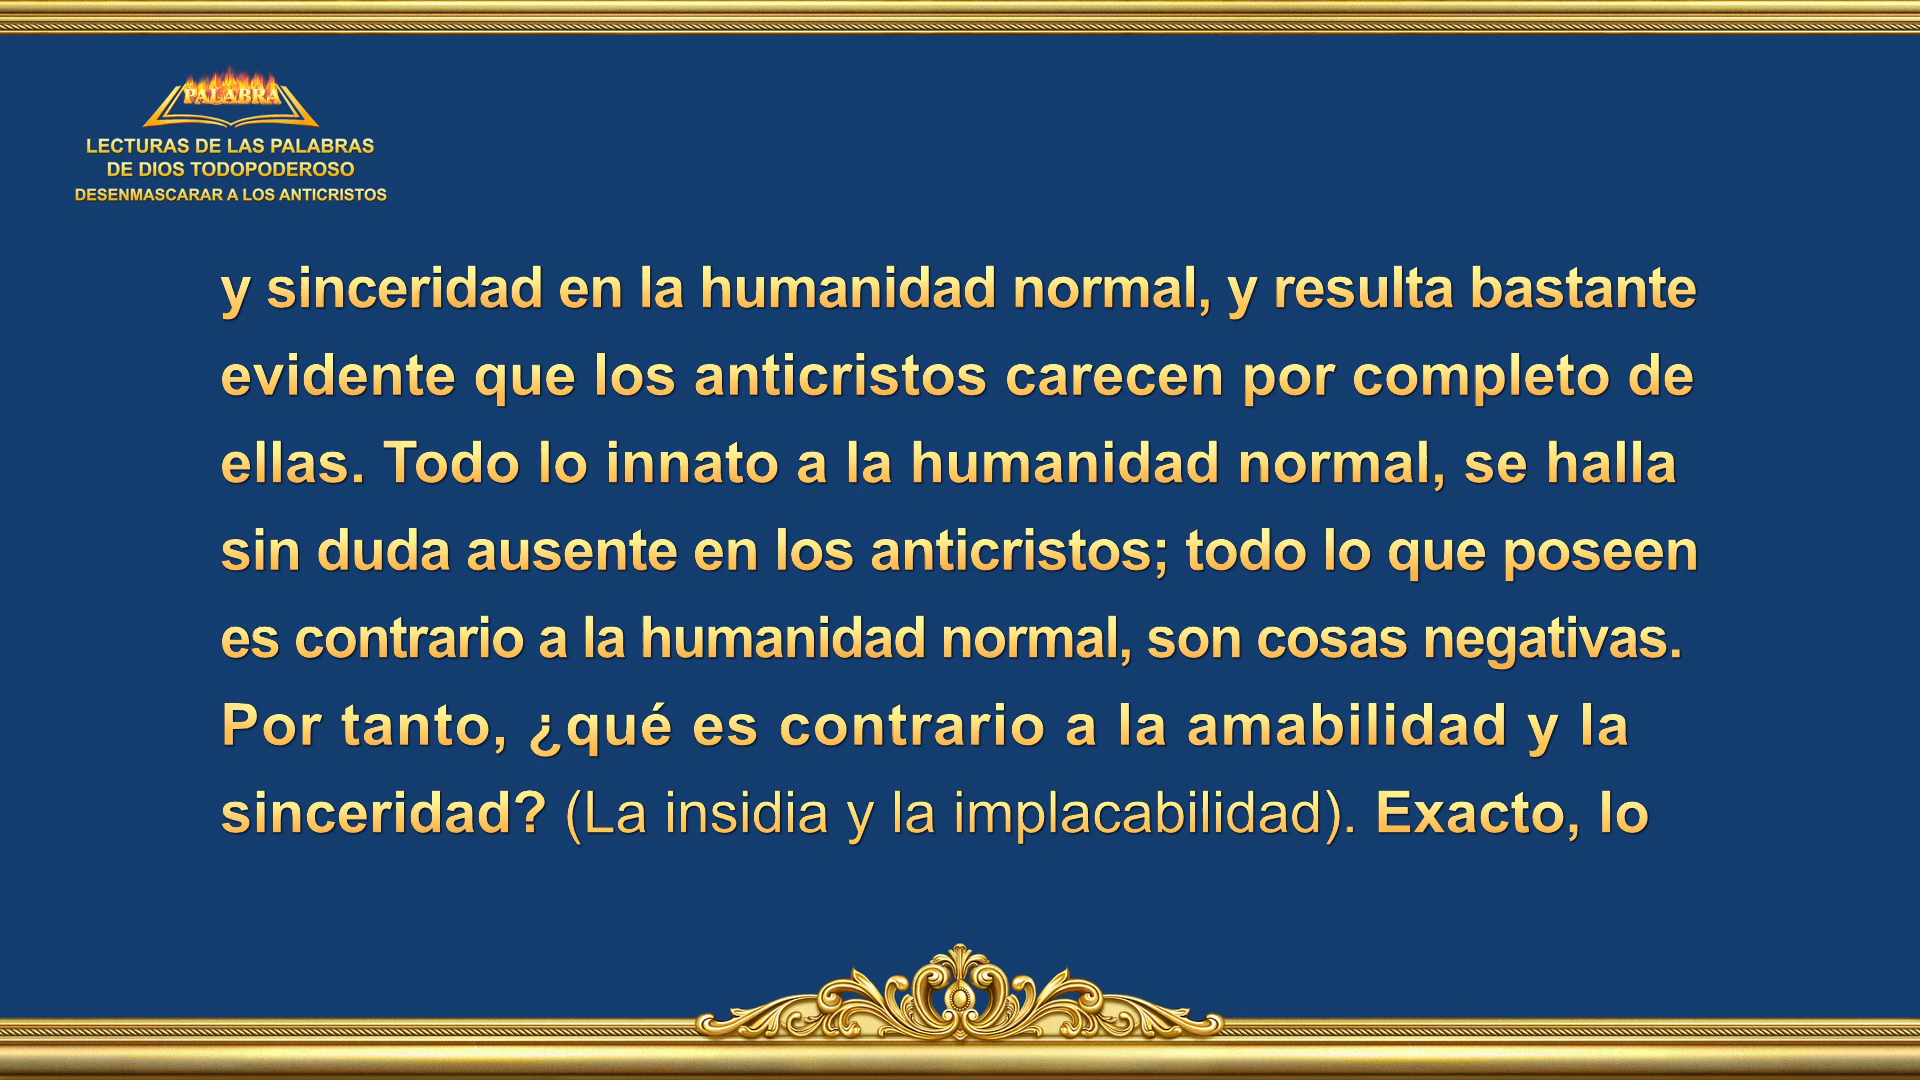 PALABRA
LECTURAS DE LAS PALABRAS
DE DIOS TODOPODEROSO
DESENMASCARAR A LOS ANTICRISTOS
y sinceridad en la humanidad normal, y resulta bastante
evidente que los anticristos carecen por completo de
ellas. Todo lo innato a la humanidad normal, se halla
sin duda ausente en los anticristos; todo lo que poseen
es contrario a la humanidad normal, son cosas negativas.
Por tanto, ¿qué es contrario a la amabilidad y la
sinceridad? (La insidia y la implacabilidad). Exacto, lo